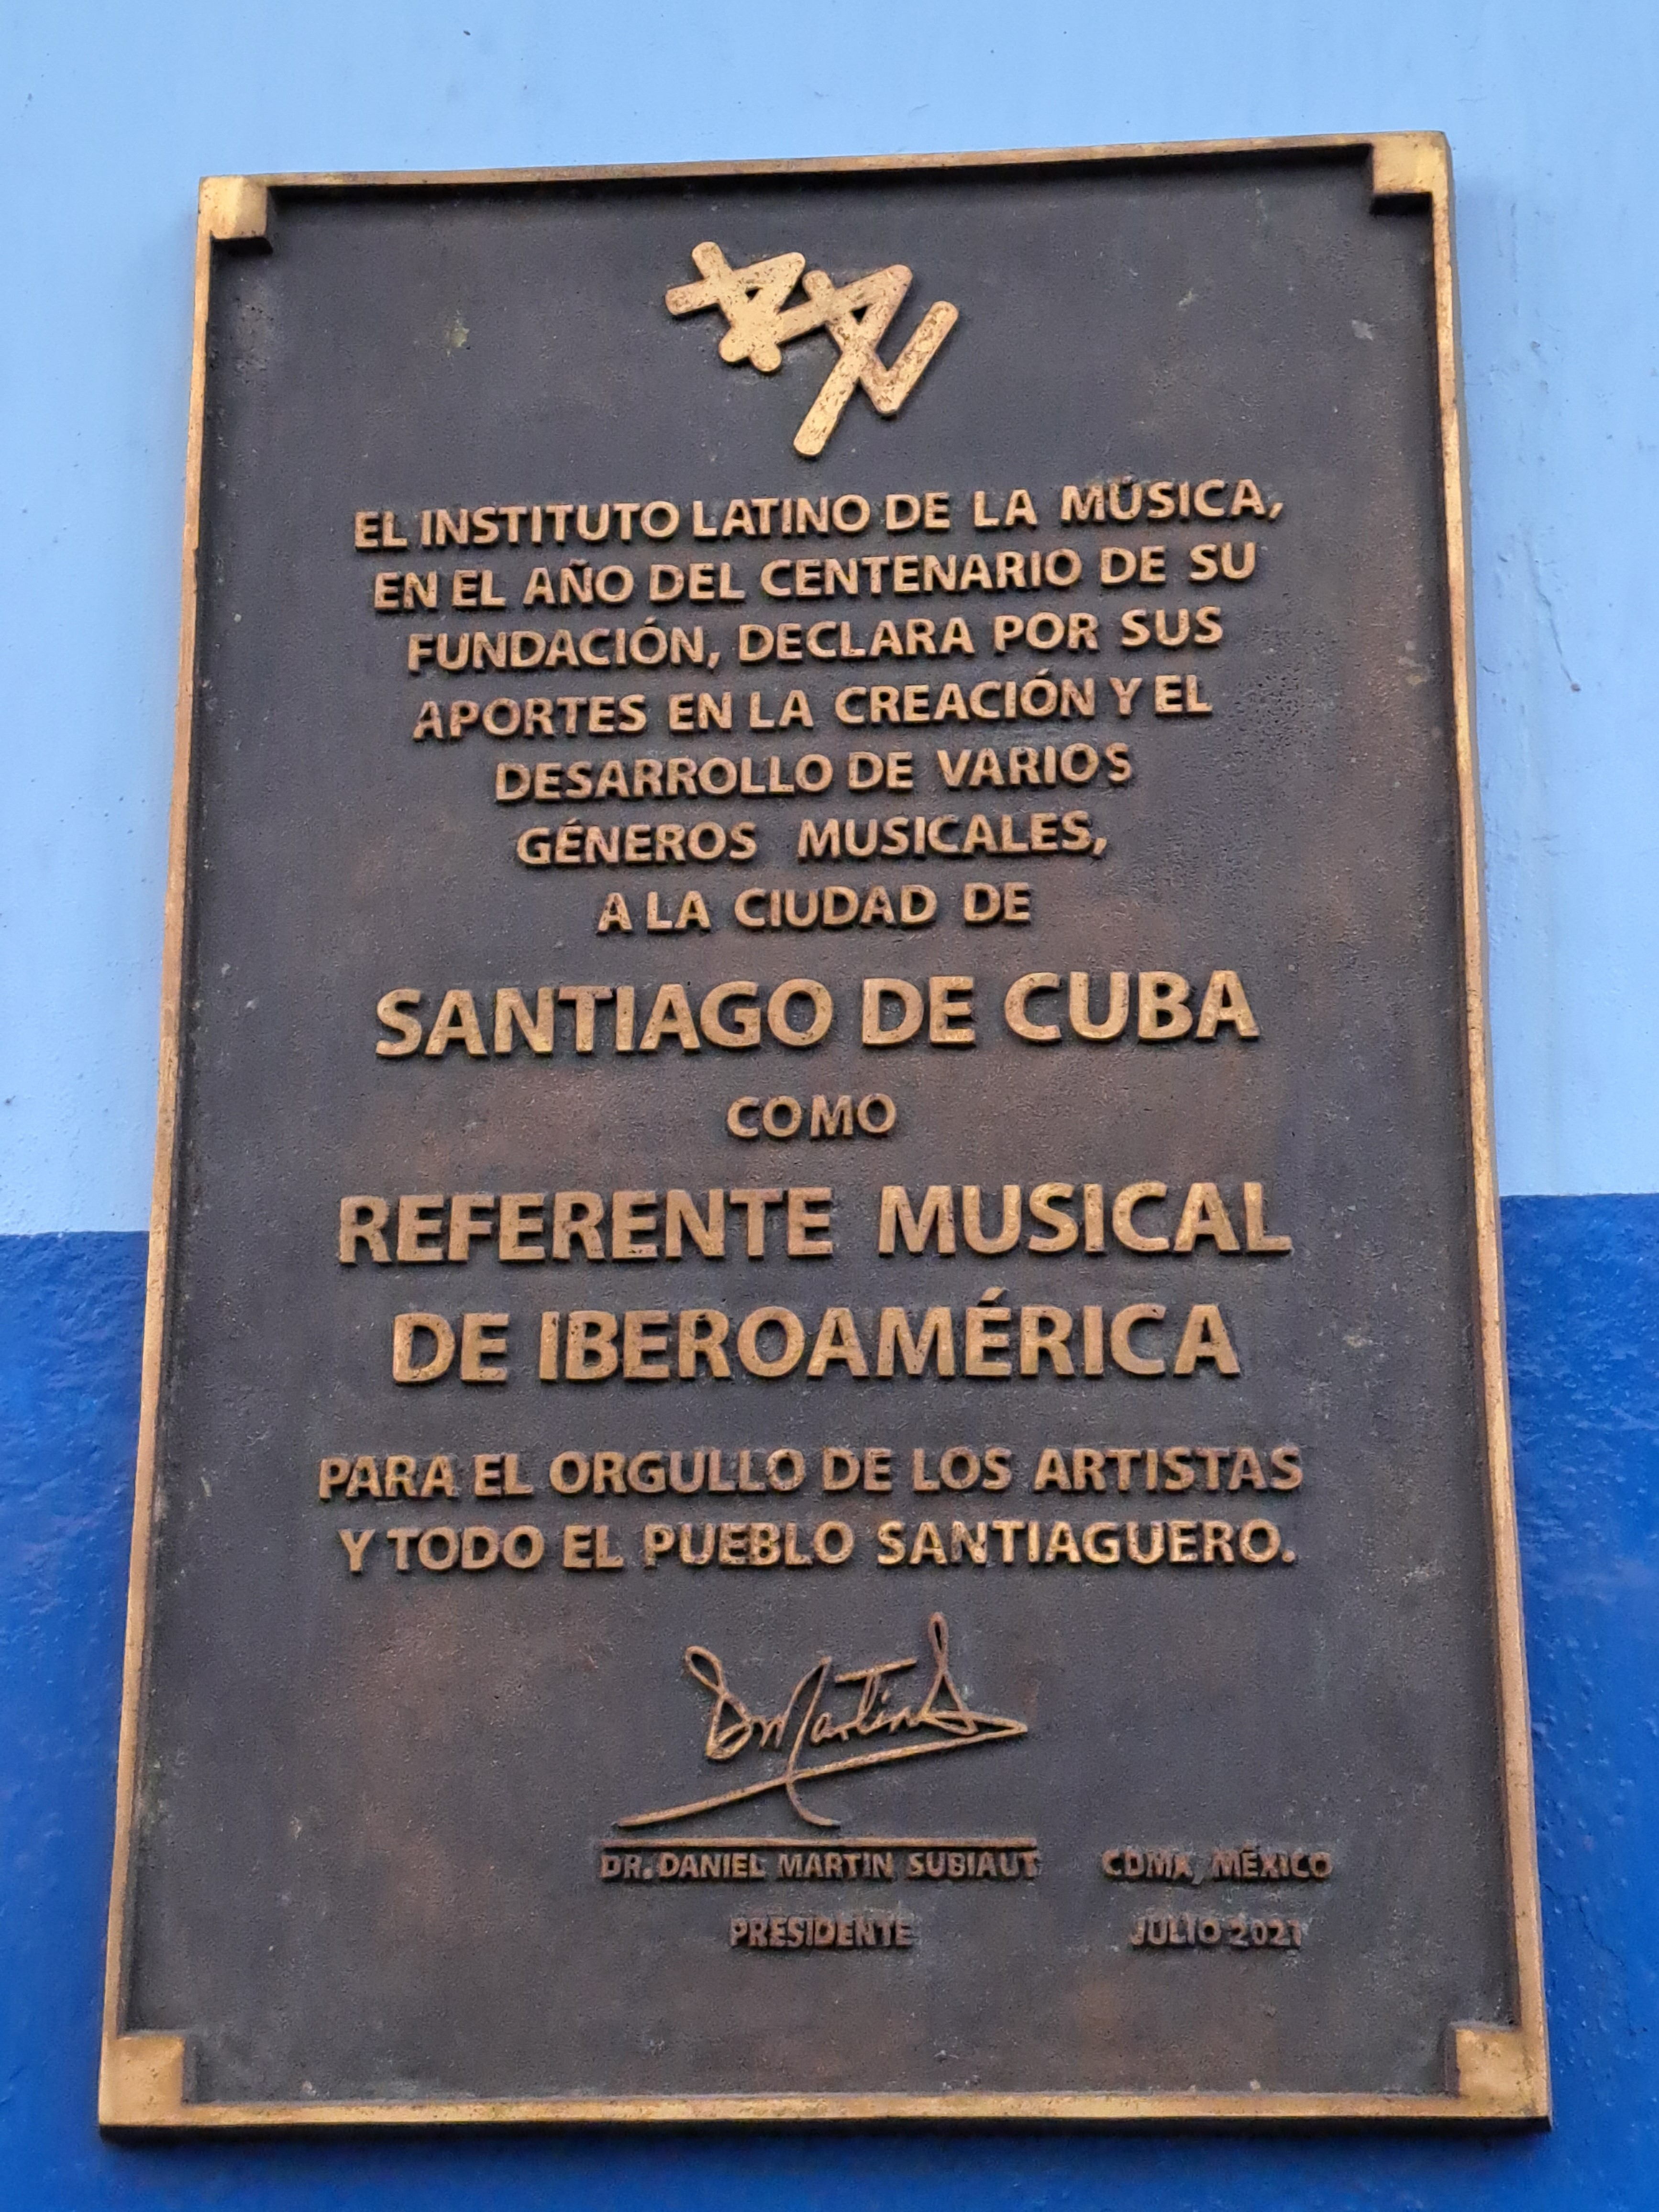 EL INSTITUTO LATINO DE LA MÚSICA,
EN EL AÑO DEL CENTENARIO DE SU
FUNDACIÓN, DECLARA POR SUS
APORTES EN LA CREACIÓN Y EL
DESARROLLO DE VARIOS
GÉNEROS MUSICALES,
A LA CIUDAD DE
SANTIAGO DE CUBA
COMO
REFERENTE MUSICAL
DE IBEROAMÉRICA
PARA EL ORGULLO DE LOS ARTISTAS
Y TODO EL PUEBLO SANTIAGUERO.
DMartinS
DR. DANIEL MARTIN SUBIAUT CDMX, MÉXICO
PRESIDENTE JULIO 2021